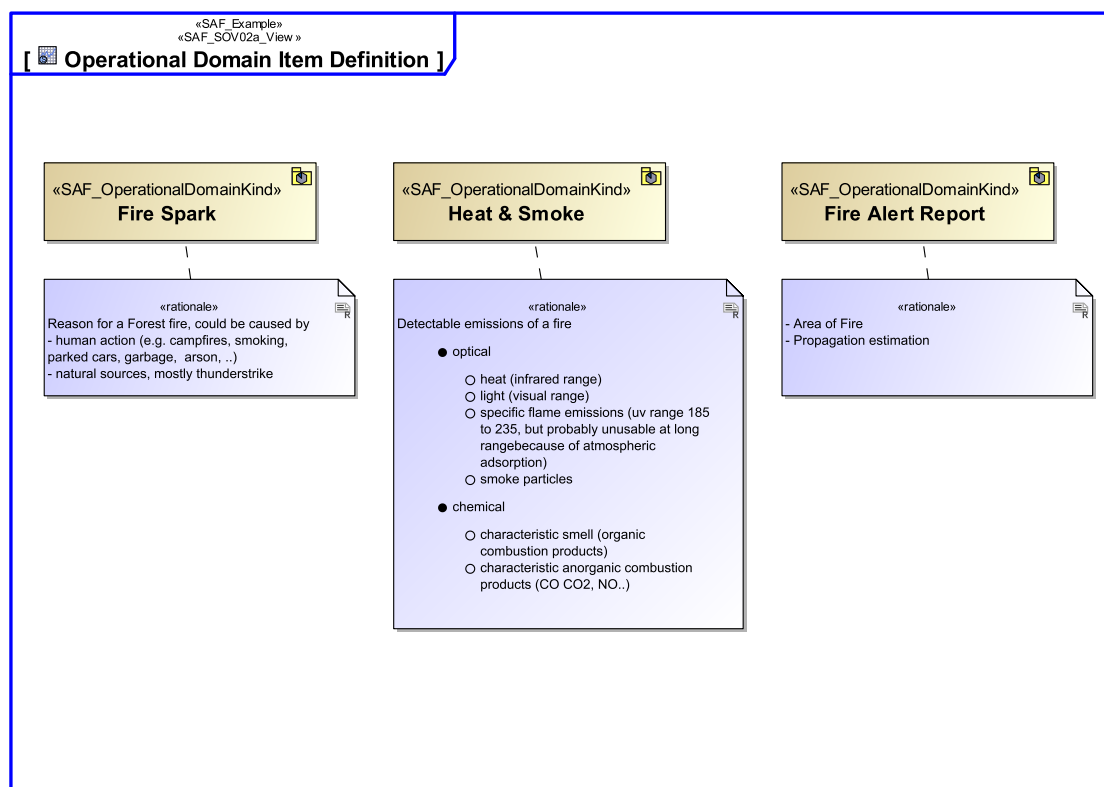 «SAF_Example»
«SAF_SOV02a_View »
[ Operational Domain Item Definition ]
«SAF_OperationalDomainKind»
Fire Spark
«rationale»
Reason for a Forest fire, could be caused by
- human action (e.g. campfires, smoking,
parked cars, garbage, arson, ..)
- natural sources, mostly thunderstrike
«SAF_OperationalDomainKind»
Heat & Smoke
«rationale»
Detectable emissions of a fire
● optical
○ heat (infrared range)
○ light (visual range)
○ specific flame emissions (uv range 185
to 235, but probably unusable at long
rangebecause of atmospheric
adsorption)
○ smoke particles
● chemical
○ characteristic smell (organic
combustion products)
○ characteristic anorganic combustion
products (CO CO2, NO..)
«SAF_OperationalDomainKind»
Fire Alert Report
«rationale»
- Area of Fire
- Propagation estimation